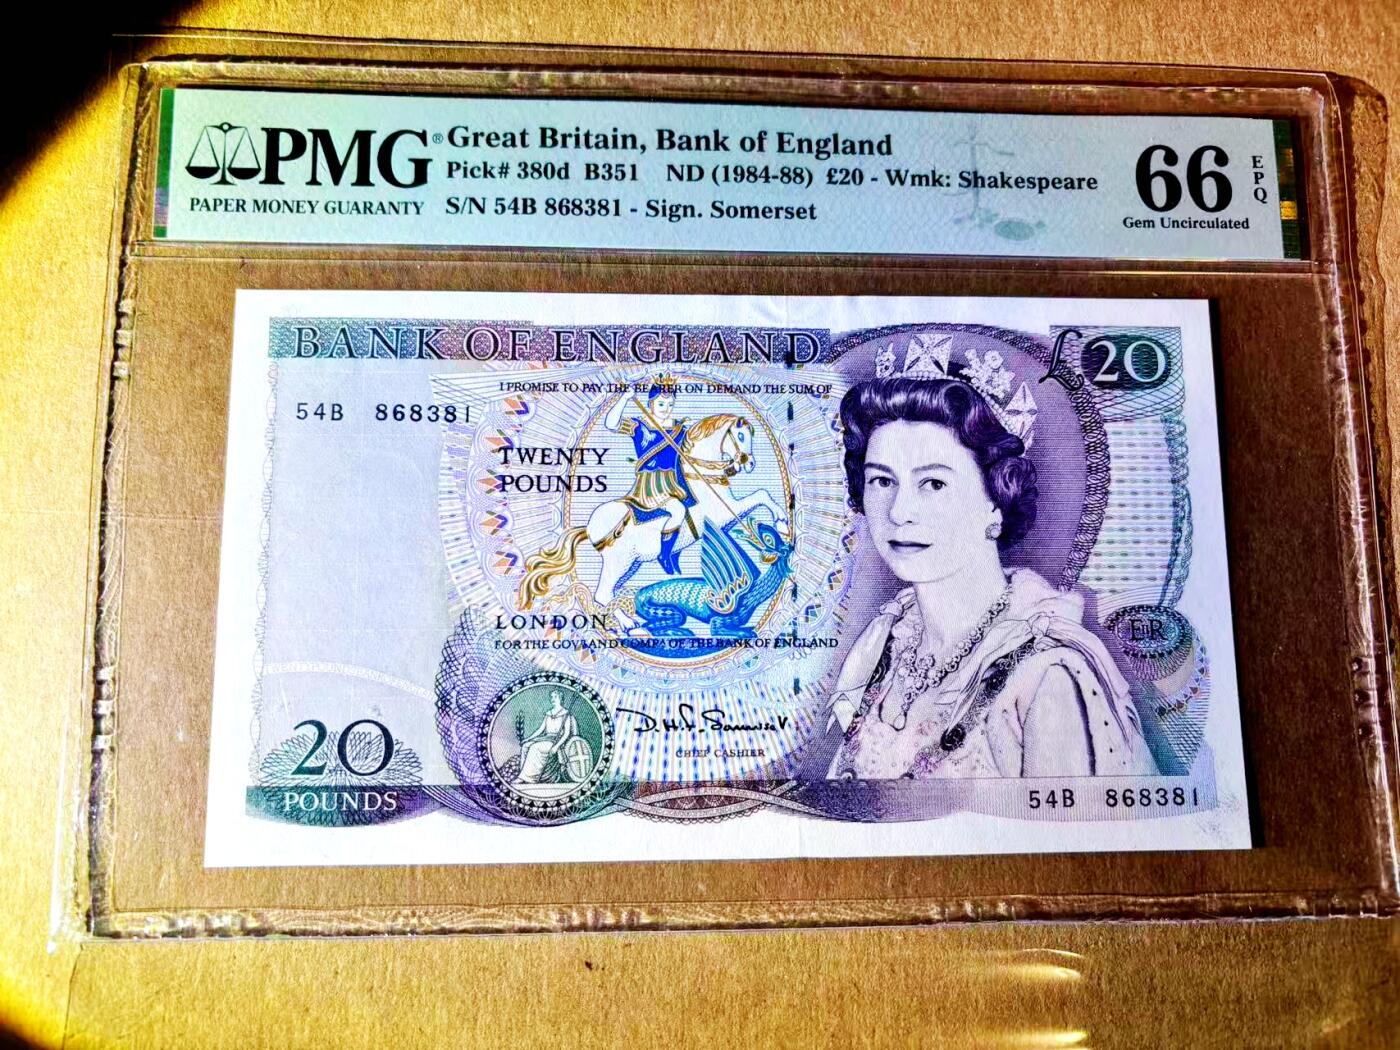 PMG® Great Britain, Bank of England
Pick# 380d B351 ND (1984-88) £20 - Wmk: Shakespeare
PAPER MONEY GUARANTY S/N 54B 868381 - Sign. Somerset
66 EPQ
Gem Uncirculated
BANK OF ENGLAND £20
I PROMISE TO PAY THE BEARER ON DEMAND THE SUM OF
54B 868381
TWENTY
POUNDS
LONDON
FOR THE GOV.R AND COMP.A OF THE BANK OF ENGLAND
EIIR
D.H.F. Somerset
CHIEF CASHIER
20
POUNDS
54B 868381